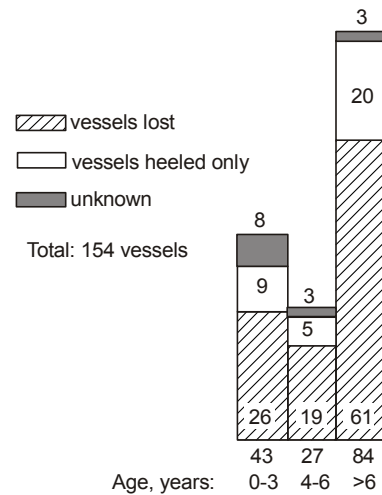 3
20
vessels lost
vessels heeled only
unknown
8
Total: 154 vessels
9
3
5
26 19 61
43 27 84
Age, years: 0-3 4-6 >6